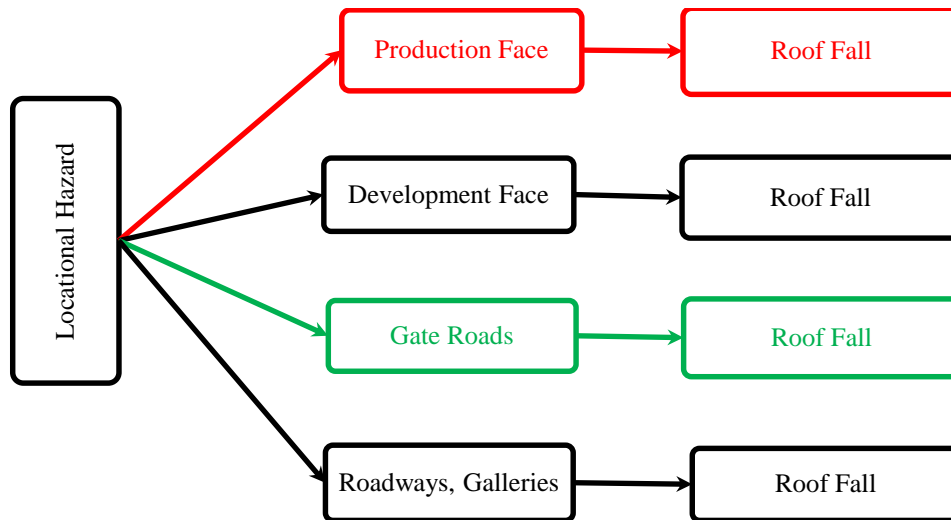 Locational Hazard
Production Face
Roof Fall
Development Face
Roof Fall
Gate Roads
Roof Fall
Roadways, Galleries
Roof Fall